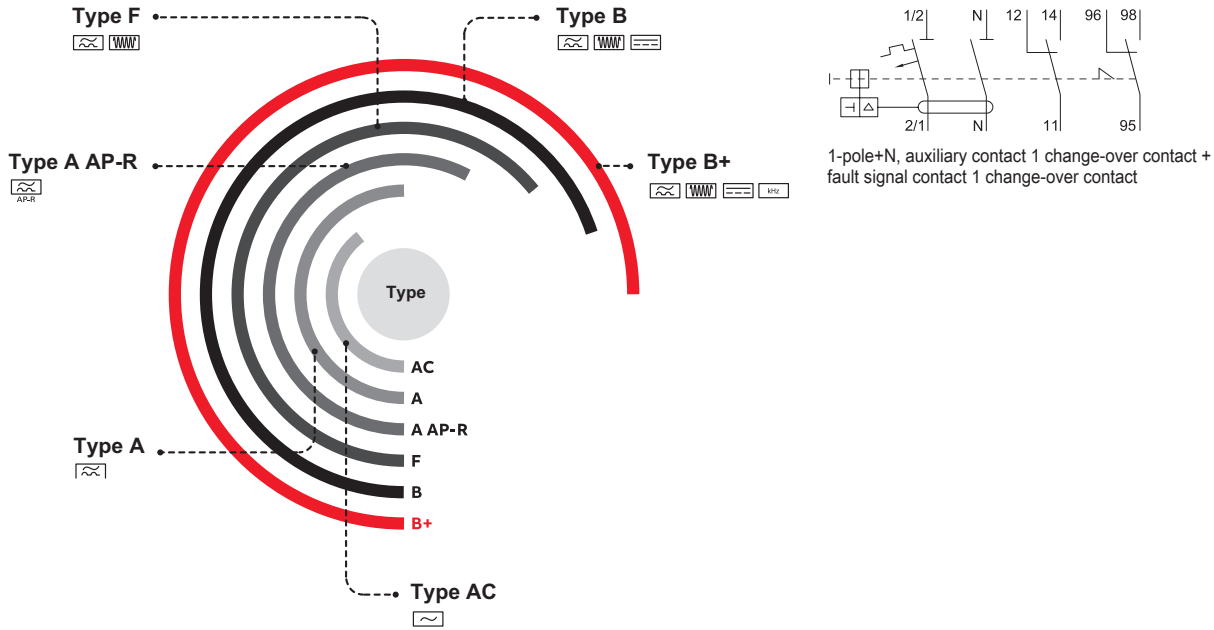 Type F
Type B
Type A AP-R
AP-R
Type B+
kHz
Type
AC
A
A AP-R
F
B
B+
Type A
Type AC
1/2 N 12 14 96 98
2/1 N 11 95
1-pole+N, auxiliary contact 1 change-over contact +
fault signal contact 1 change-over contact